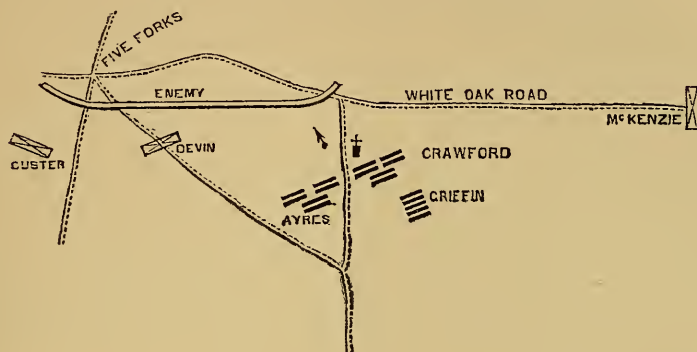 FIVE FORKS
ENEMY
WHITE OAK ROAD
McKENZIE
CUSTER
DEVIN
CRAWFORD
GRIFFIN
AYRES